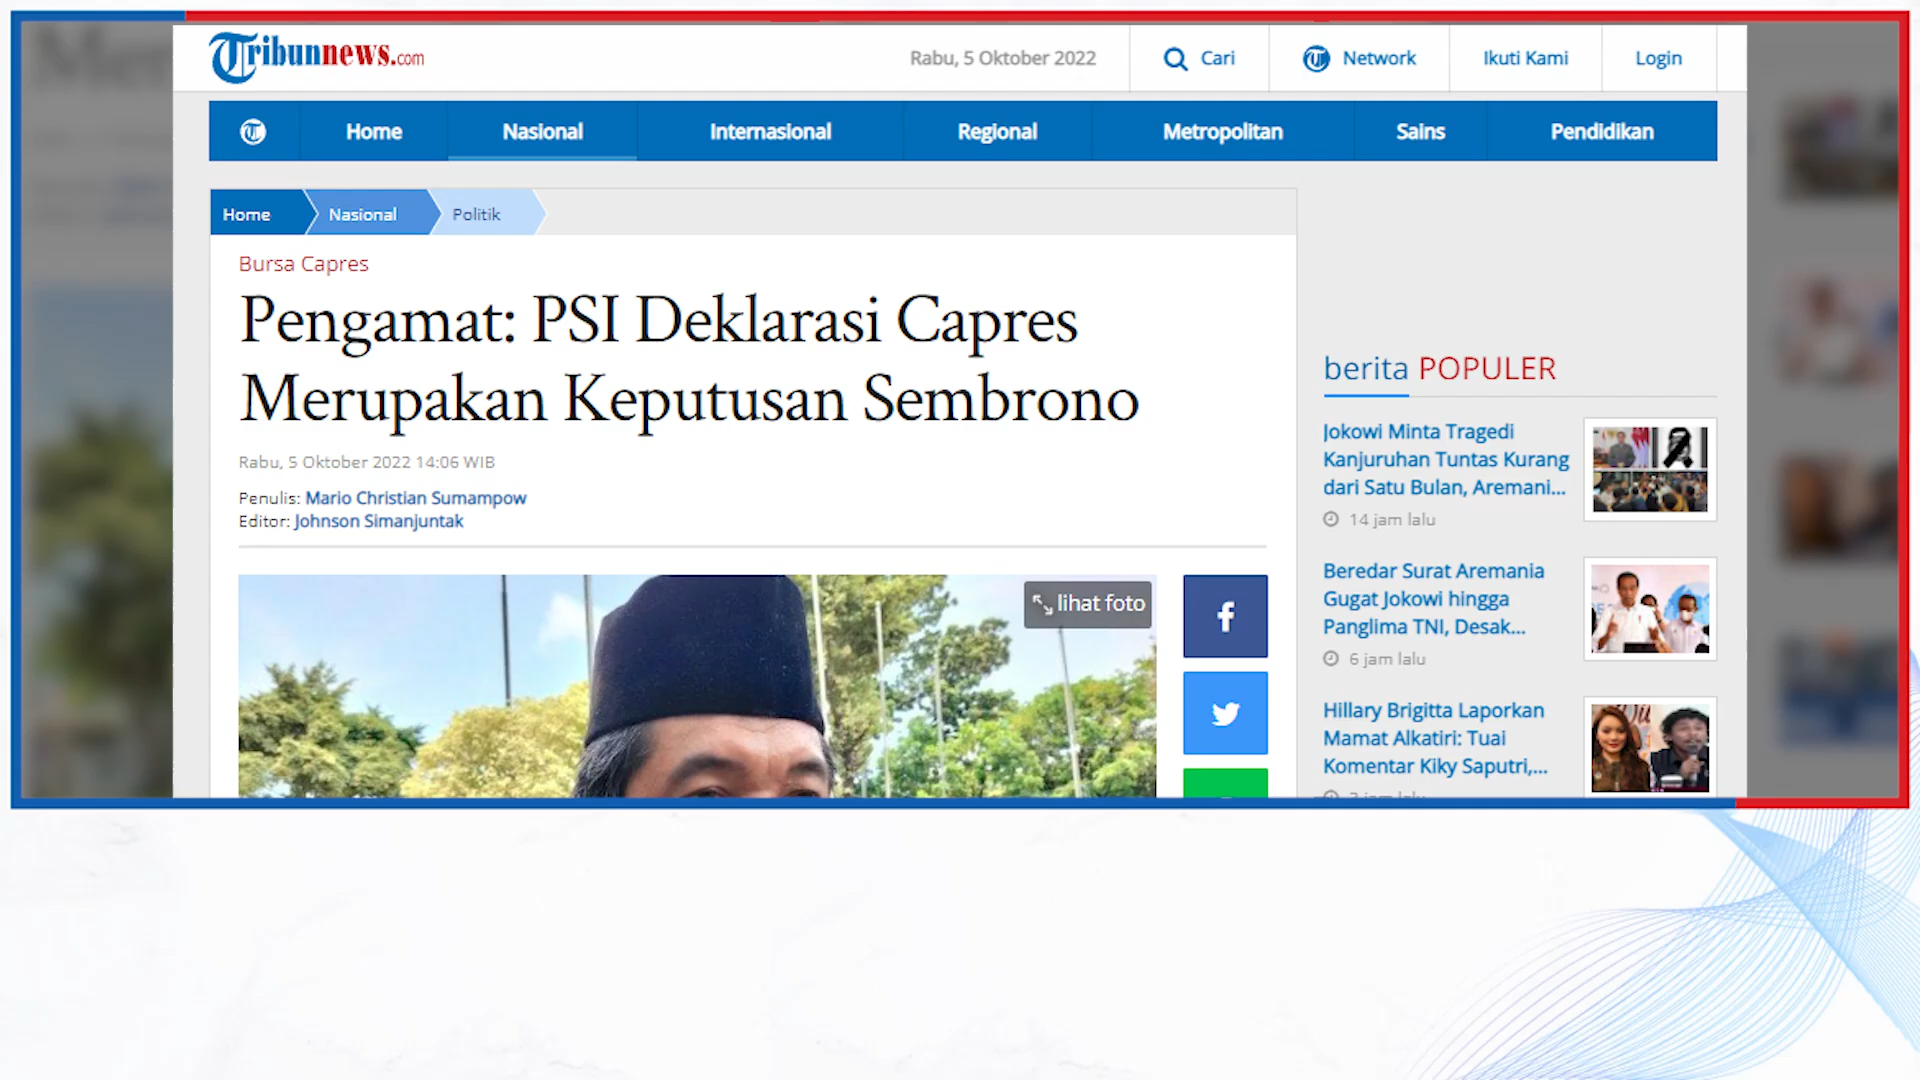 Tribunnews.com
Rabu, 5 Oktober 2022
Cari
Network
Ikuti Kami
Login
Home
Nasional
Internasional
Regional
Metropolitan
Sains
Pendidikan
Home
Nasional
Politik
Bursa Capres
Pengamat: PSI Deklarasi Capres
Merupakan Keputusan Sembrono
Rabu, 5 Oktober 2022 14:06 WIB
Penulis: Mario Christian Sumampow
Editor: Johnson Simanjuntak
lihat foto
berita POPULER
Jokowi Minta Tragedi
Kanjuruhan Tuntas Kurang
dari Satu Bulan, Aremani...
14 jam lalu
Beredar Surat Aremania
Gugat Jokowi hingga
Panglima TNI, Desak...
6 jam lalu
Hillary Brigitta Laporkan
Mamat Alkatiri: Tuai
Komentar Kiky Saputri,...